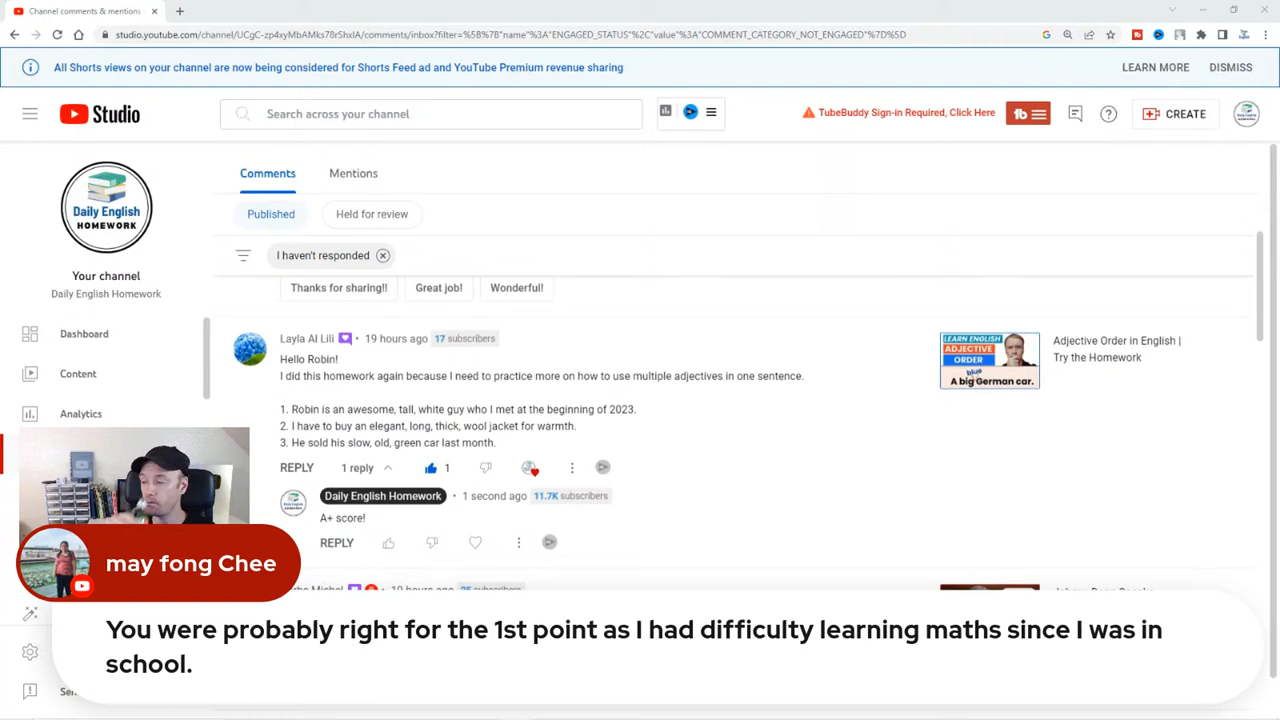 Channel comments & mentions
studio.youtube.com/channel/UCgC-zp4xyMbAMks78rShxIA/comments/inbox?filter=%5B%7B"name"%3A"ENGAGED_STATUS"%2C"value"%3A"COMMENT_CATEGORY_NOT_ENGAGED"%7D%5D
All Shorts views on your channel are now being considered for Shorts Feed ad and YouTube Premium revenue sharing
LEARN MORE
DISMISS
Studio
Search across your channel
TubeBuddy Sign-in Required, Click Here
tb
?
CREATE
Daily English
HOMEWORK
Your channel
Daily English Homework
Dashboard
Content
Analytics
Comments
Mentions
Published
Held for review
I haven't responded
Thanks for sharing!!
Great job!
Wonderful!
Layla Al Lili • 19 hours ago 17 subscribers
Hello Robin!
I did this homework again because I need to practice more on how to use multiple adjectives in one sentence.
1. Robin is an awesome, tall, white guy who I met at the beginning of 2023.
2. I have to buy an elegant, long, thick, wool jacket for warmth.
3. He sold his slow, old, green car last month.
REPLY
1 reply
1
LEARN ENGLISH
ADJECTIVE
ORDER
blue
A big German car.
Adjective Order in English |
Try the Homework
Daily English Homework • 1 second ago 11.7K subscribers
A+ score!
REPLY
may fong Chee
You were probably right for the 1st point as I had difficulty learning maths since I was in
school.